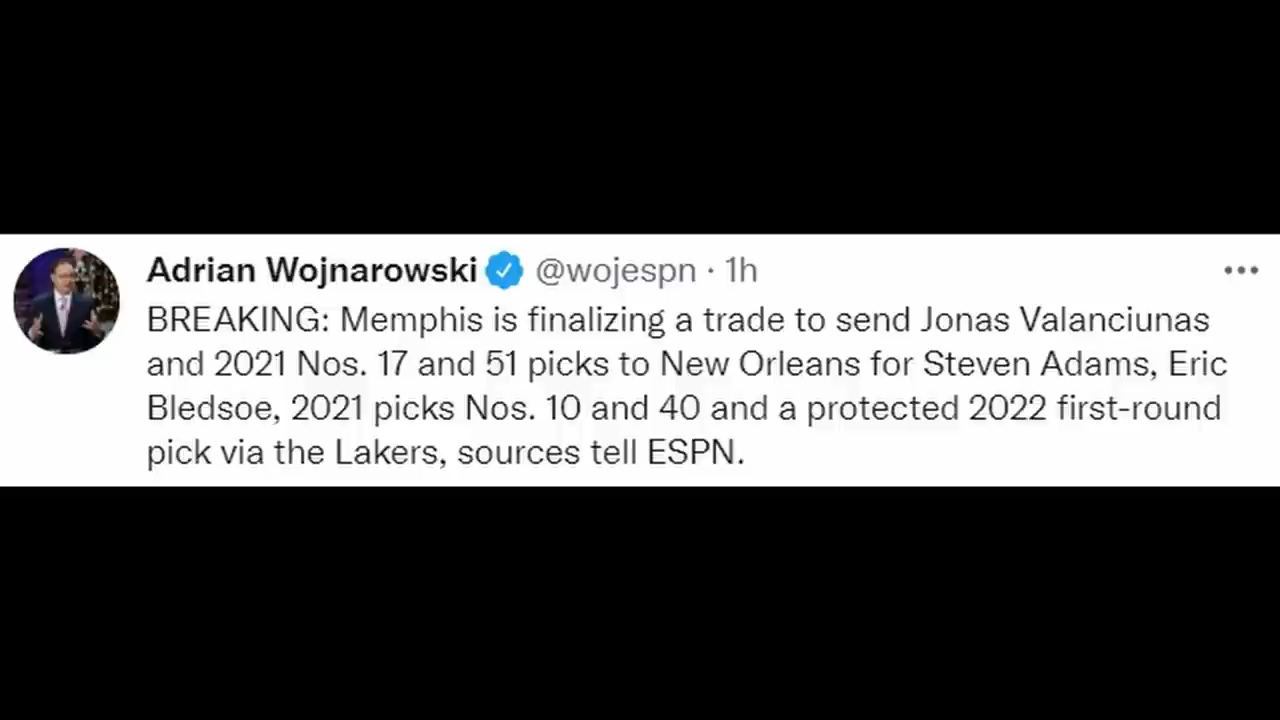 Adrian Wojnarowski @wojespn · 1h
BREAKING: Memphis is finalizing a trade to send Jonas Valanciunas
and 2021 Nos. 17 and 51 picks to New Orleans for Steven Adams, Eric
Bledsoe, 2021 picks Nos. 10 and 40 and a protected 2022 first-round
pick via the Lakers, sources tell ESPN.